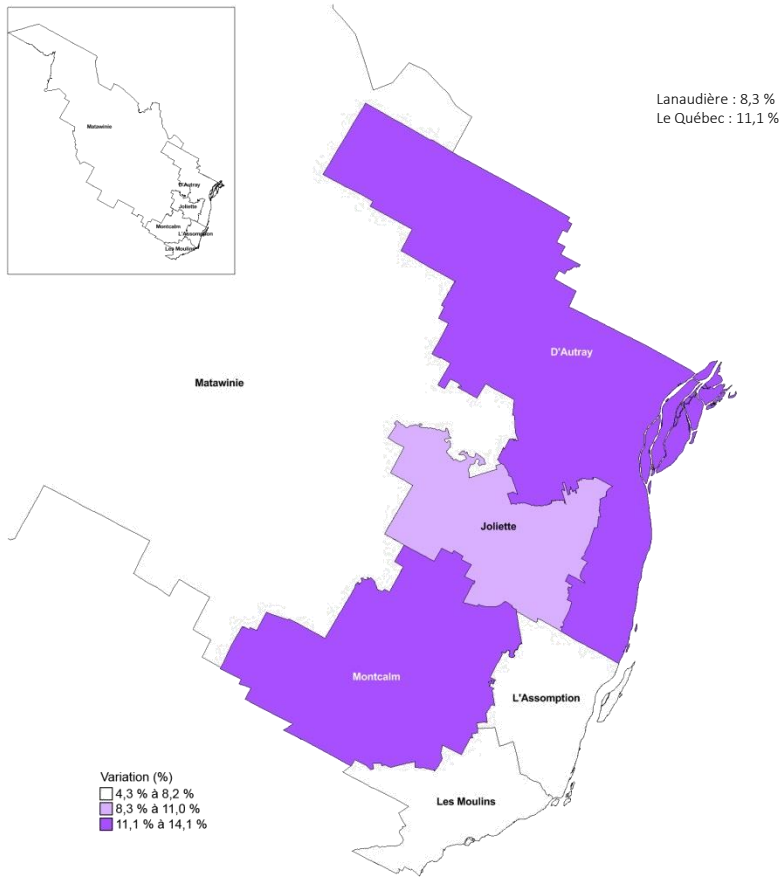 Matawinie
D'Autray
Joliette
Montcalm
L'Assomption
Les Moulins
Lanaudière : 8,3 %
Le Québec : 11,1 %
D'Autray
Matawinie
Joliette
Montcalm
L'Assomption
Les Moulins
Variation (%)
4,3 % à 8,2 %
8,3 % à 11,0 %
11,1 % à 14,1 %